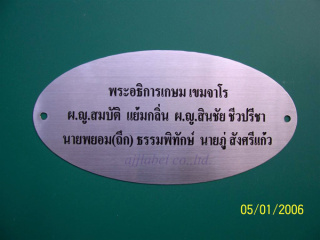 พระอธิการเกษม เขมจาโร
ผ.ญ.สมบัติ แย้มกลิ่น ผ.ญ.สินชัย ชีวปรีชา
นายพยอม(ถึก) ธรรมพิทักษ์ นายภู่ สังศรีแก้ว
05/01/2006